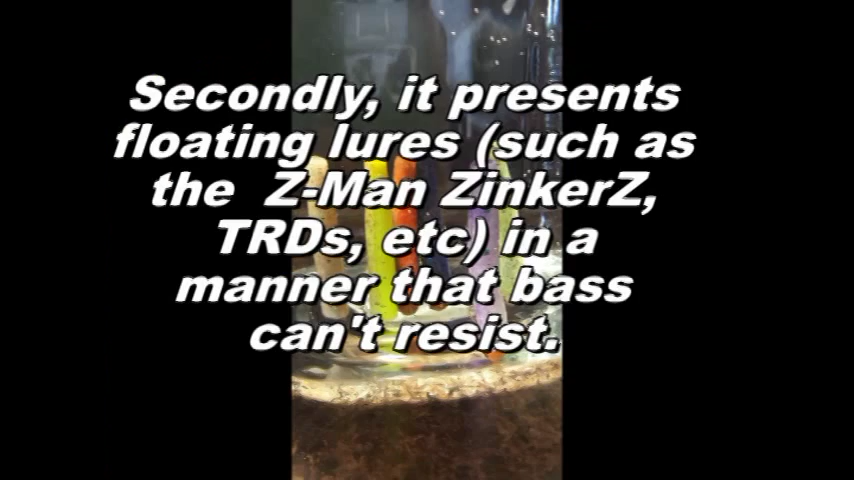 Secondly, it presents
floating lures (such as
the  Z-Man ZinkerZ,
TRDs, etc) in a
manner that bass
can't resist.